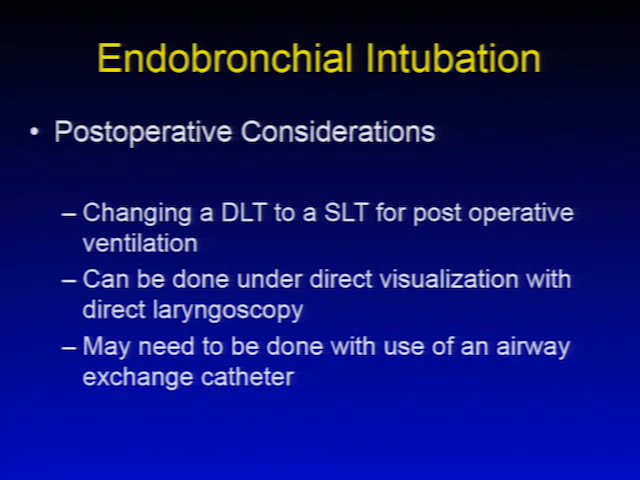 Endobronchial Intubation
• Postoperative Considerations
– Changing a DLT to a SLT for post operative
ventilation
– Can be done under direct visualization with
direct laryngoscopy
– May need to be done with use of an airway
exchange catheter